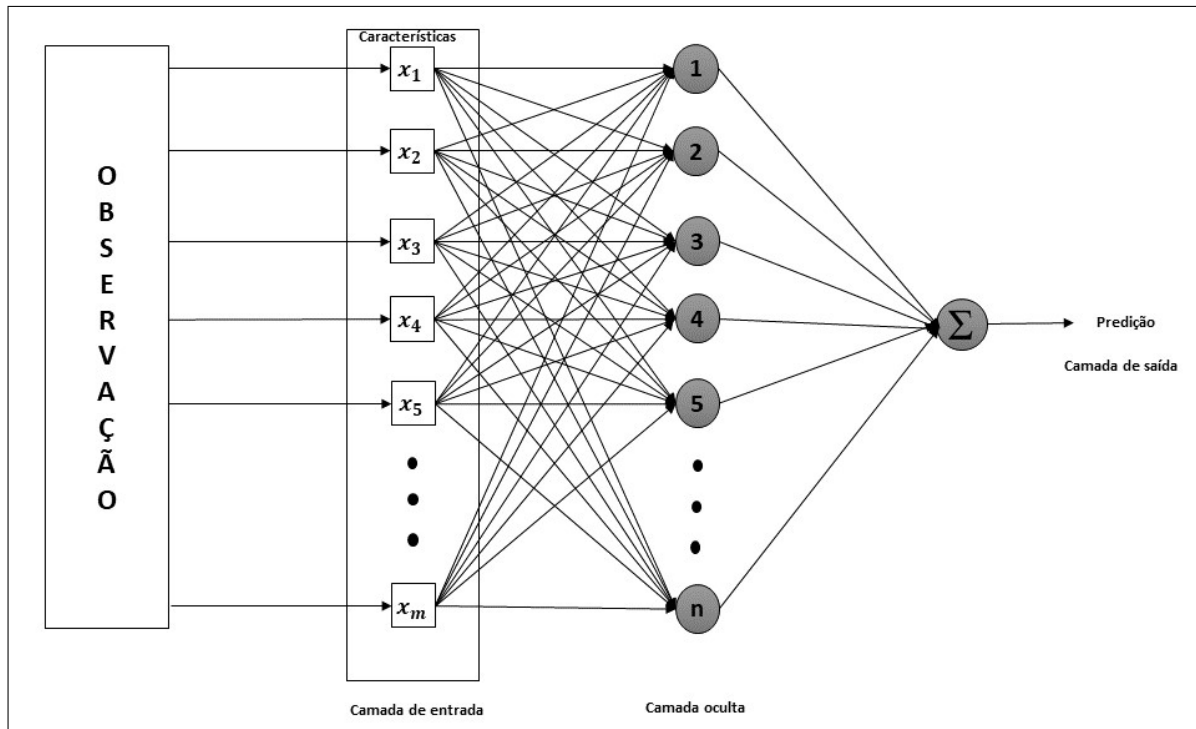 OBSERVAÇÃO
Características
x₁
x₂
x₃
x₄
x₅
xₘ
Camada de entrada
1
2
3
4
5
n
Camada oculta
Σ
Predição
Camada de saída